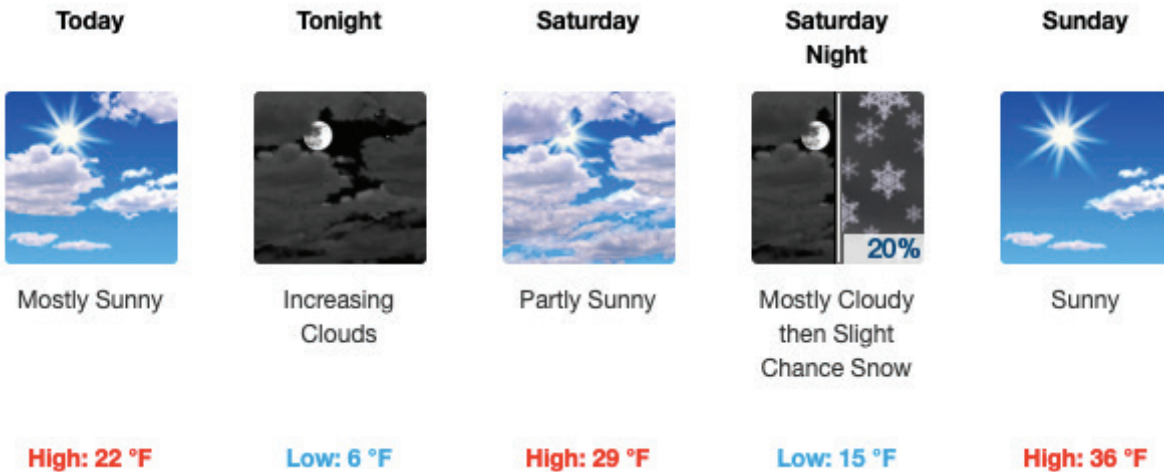 Today
Tonight
Saturday
Saturday
Night
Sunday
20%
Mostly Sunny
Increasing
Clouds
Partly Sunny
Mostly Cloudy
then Slight
Chance Snow
Sunny
High: 22 °F
Low: 6 °F
High: 29 °F
Low: 15 °F
High: 36 °F